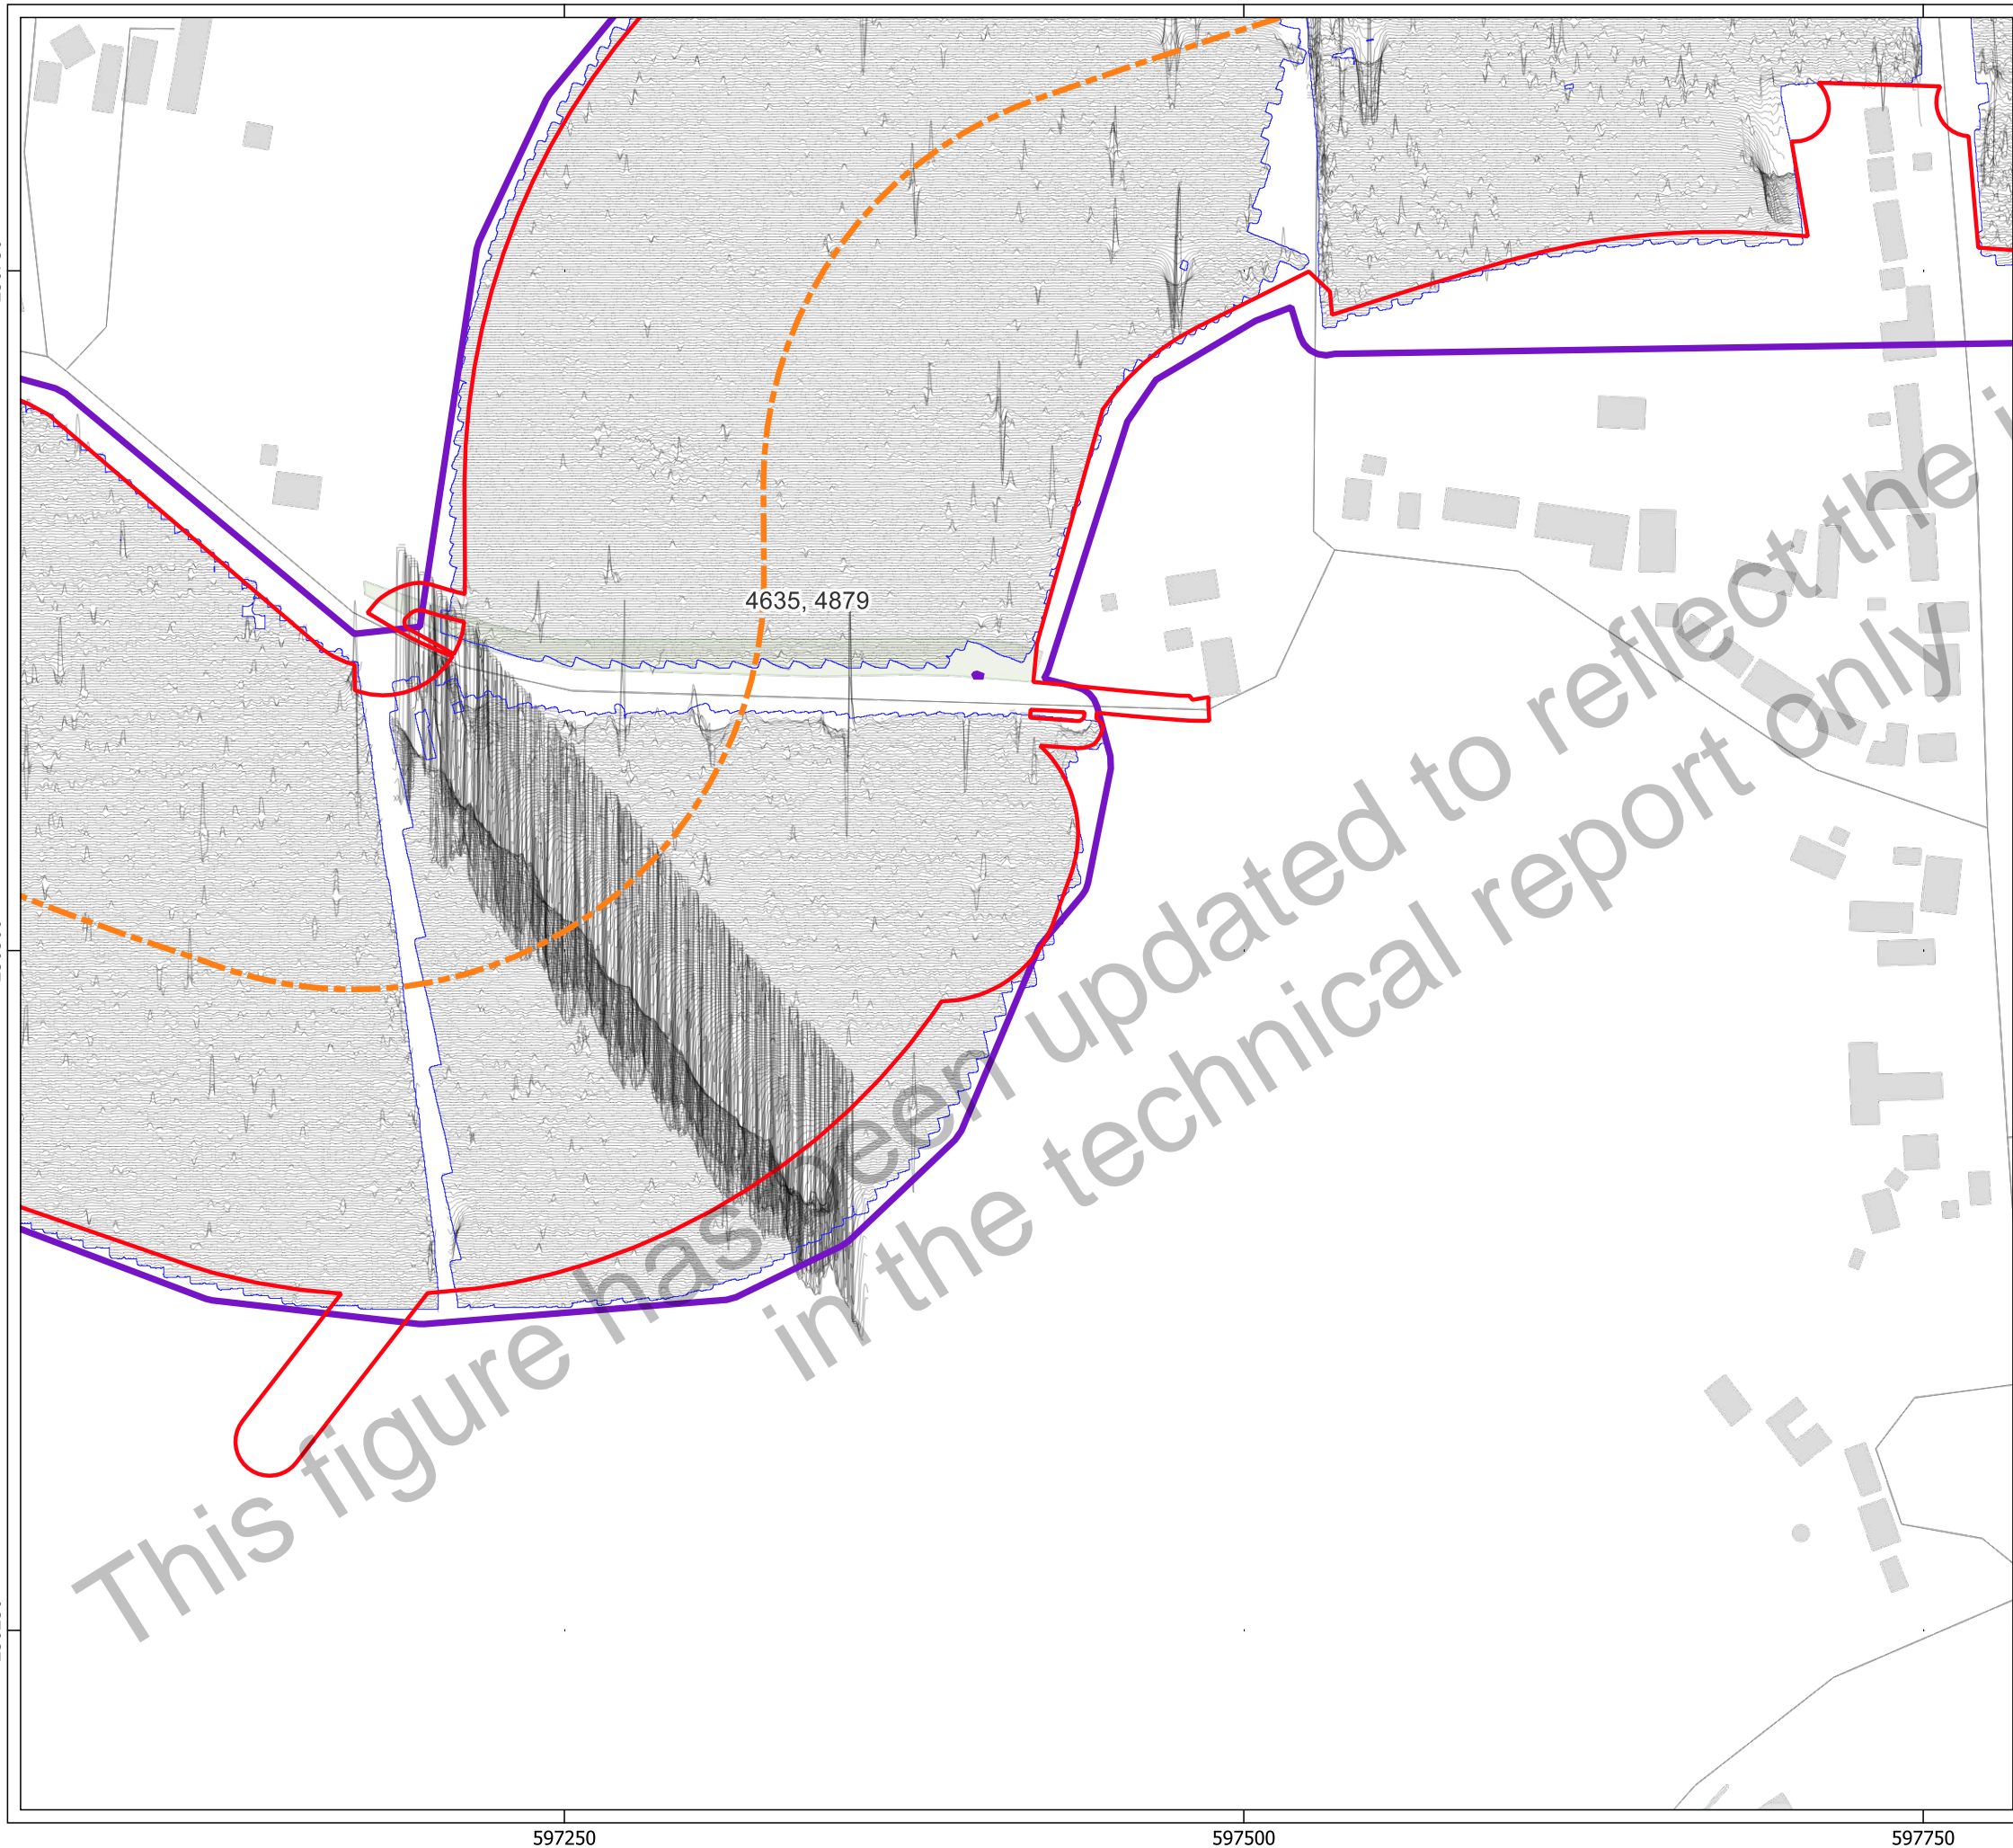 4635, 4879
This figure has been updated to reflect the i
in the technical report only
597250
597500
597750